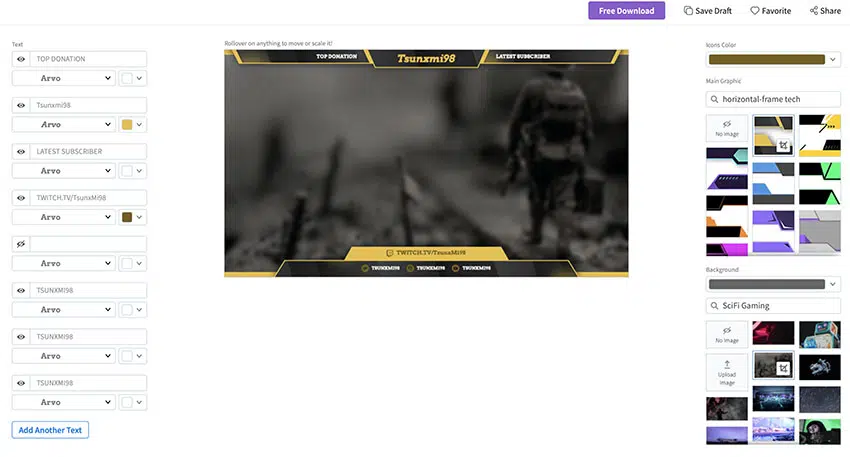 Free Download
Save Draft
Favorite
Share
Text
TOP DONATION
Arvo
Tsunxmi98
Arvo
LATEST SUBSCRIBER
Arvo
TWITCH.TV/TsunxMi98
Arvo
Arvo
TSUNXMI98
Arvo
TSUNXMI98
Arvo
TSUNXMI98
Arvo
Add Another Text
Rollover on anything to move or scale it!
TOP DONATION
Tsunxmi98
LATEST SUBSCRIBER
TWITCH.TV/TsunxMi98
TSUNXMI98
TSUNXMI98
TSUNXMI98
Icons Color
Main Graphic
horizontal-frame tech
No image
Background
SciFi Gaming
No image
Upload image